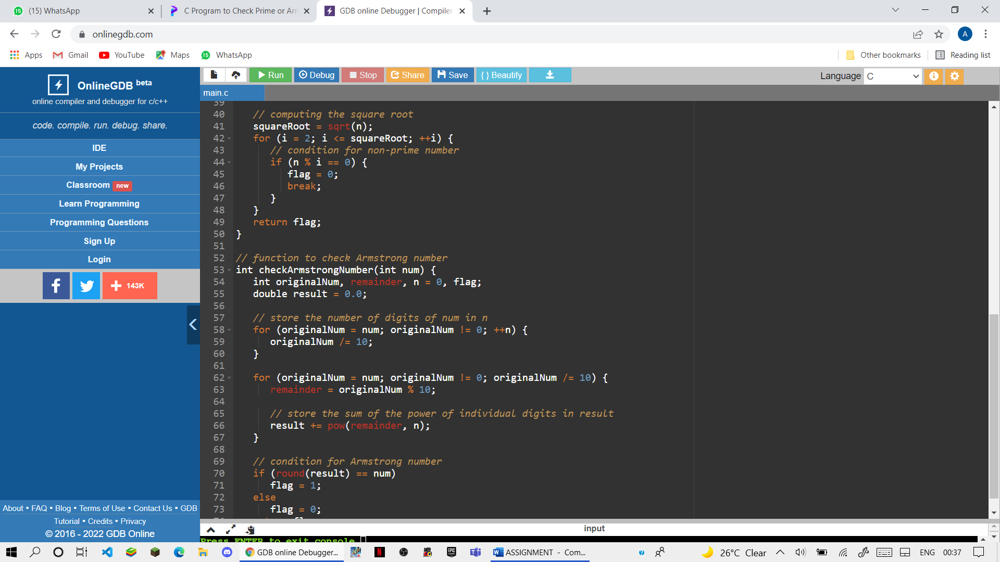 (15) WhatsApp
C Program to Check Prime or Arm
GDB online Debugger | Compiler
onlinegdb.com
A
Apps
Gmail
YouTube
Maps
15 WhatsApp
Other bookmarks
Reading list
OnlineGDB beta
online compiler and debugger for c/c++
code. compile. run. debug. share.
IDE
My Projects
Classroom new
Learn Programming
Programming Questions
Sign Up
Login
143K
About • FAQ • Blog • Terms of Use • Contact Us • GDB
Tutorial • Credits • Privacy
© 2016 - 2022 GDB Online
Run
Debug
Stop
Share
Save
{ } Beautify
Language C
main.c
39
40 // computing the square root
41 squareRoot = sqrt(n);
42 for (i = 2; i <= squareRoot; ++i) {
43 // condition for non-prime number
44 if (n % i == 0) {
45 flag = 0;
46 break;
47 }
48 }
49 return flag;
50 }
51
52 // function to check Armstrong number
53 int checkArmstrongNumber(int num) {
54 int originalNum, remainder, n = 0, flag;
55 double result = 0.0;
56
57 // store the number of digits of num in n
58 for (originalNum = num; originalNum != 0; ++n) {
59 originalNum /= 10;
60 }
61
62 for (originalNum = num; originalNum != 0; originalNum /= 10) {
63 remainder = originalNum % 10;
64
65 // store the sum of the power of individual digits in result
66 result += pow(remainder, n);
67 }
68
69 // condition for Armstrong number
70 if (round(result) == num)
71 flag = 1;
72 else
73 flag = 0;
input
Press ENTER to exit console.
GDB online Debugger...
ASSIGNMENT - Com...
26°C Clear
ENG
00:37